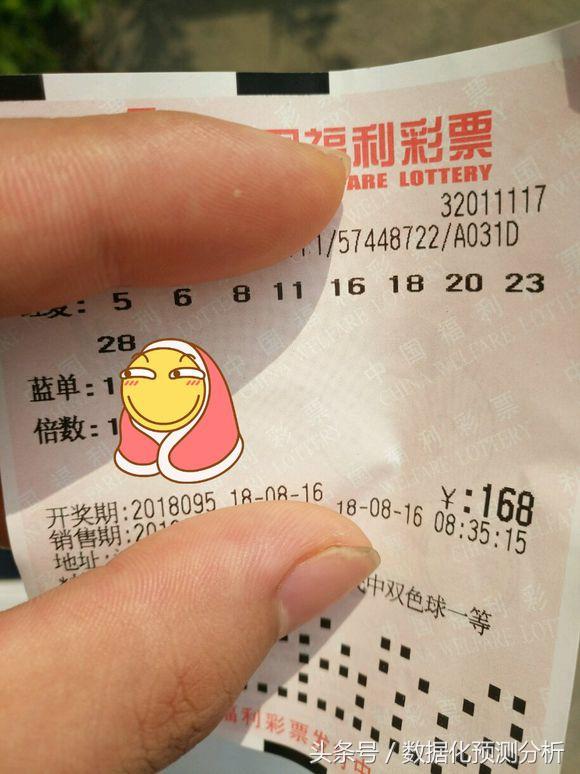 福利彩票
ARE LOTTERY
32011117
/57448722/A031D
复: 5 6 8 11 16 18 20 23
28
蓝单:1
倍数:1
¥:168
开奖期:2018095 18-08-16
销售期:201 18-08-16 08:35:15
地址:
中双色球一等
福利彩票发 中
头条号 / 数据化预测分析